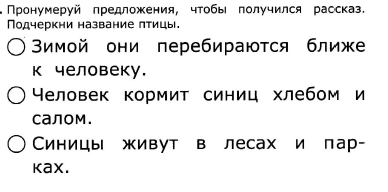 . Пронумеруй предложения, чтобы получился рассказ.
Подчеркни название птицы.
Зимой они перебираются ближе
к человеку.
Человек кормит синиц хлебом и
салом.
Синицы живут в лесах и пар-
ках.